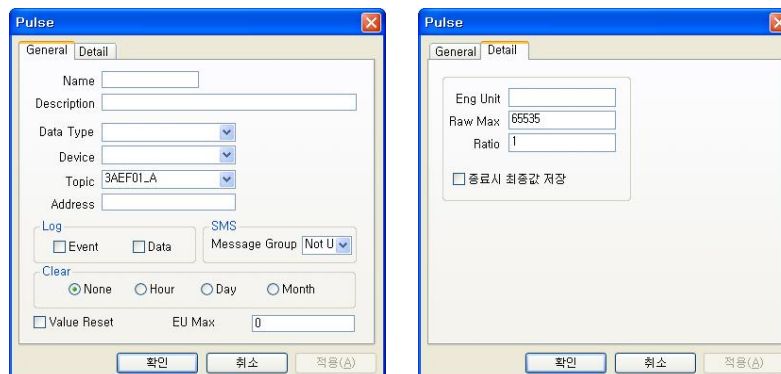 Pulse
General Detail
Name
Description
Data Type
Device
Topic 3AEF01_A
Address
Log
Event Data
SMS
Message Group Not U
Clear
None Hour Day Month
Value Reset EU Max 0
확인 취소 적용(A)
Pulse
General Detail
Eng Unit
Raw Max 65535
Ratio 1
종료시 최종값 저장
확인 취소 적용(A)